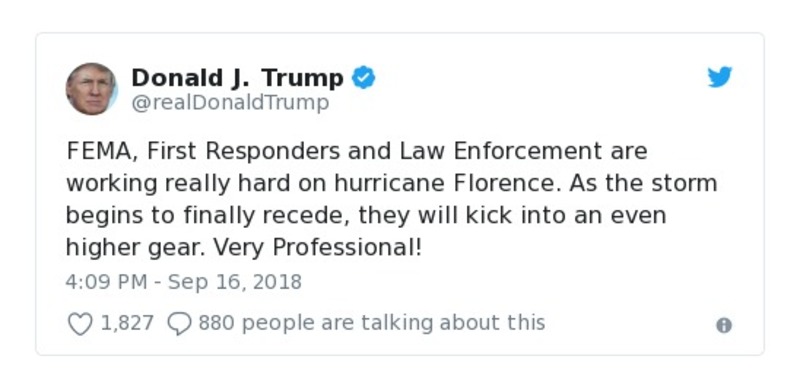 Donald J. Trump
@realDonaldTrump
FEMA, First Responders and Law Enforcement are
working really hard on hurricane Florence. As the storm
begins to finally recede, they will kick into an even
higher gear. Very Professional!
4:09 PM - Sep 16, 2018
1,827 880 people are talking about this